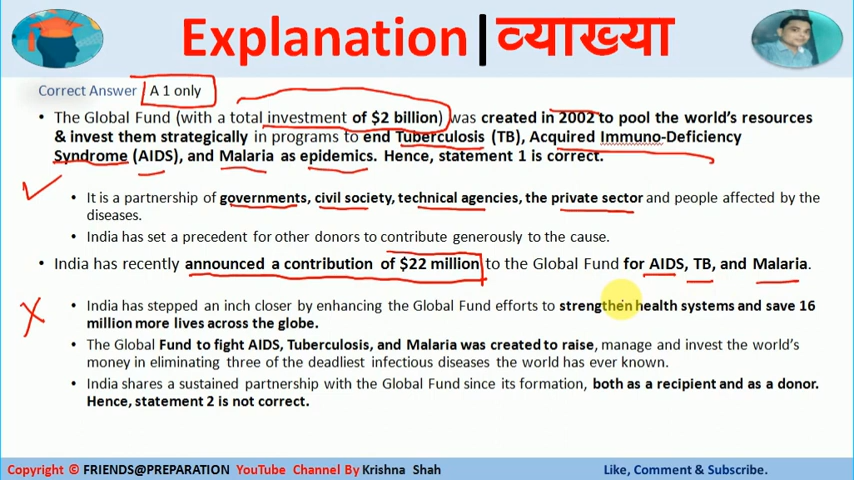 Explanation|व्याख्या
Correct Answer A 1 only
• The Global Fund (with a total investment of $2 billion) was created in 2002 to pool the world's resources
& invest them strategically in programs to end Tuberculosis (TB), Acquired Immuno-Deficiency
Syndrome (AIDS), and Malaria as epidemics. Hence, statement 1 is correct.
• It is a partnership of governments, civil society, technical agencies, the private sector and people affected by the
diseases.
• India has set a precedent for other donors to contribute generously to the cause.
• India has recently announced a contribution of $22 million to the Global Fund for AIDS, TB, and Malaria.
• India has stepped an inch closer by enhancing the Global Fund efforts to strengthen health systems and save 16
million more lives across the globe.
• The Global Fund to fight AIDS, Tuberculosis, and Malaria was created to raise, manage and invest the world's
money in eliminating three of the deadliest infectious diseases the world has ever known.
• India shares a sustained partnership with the Global Fund since its formation, both as a recipient and as a donor.
Hence, statement 2 is not correct.
Copyright © FRIENDS@PREPARATION YouTube Channel By Krishna Shah Like, Comment & Subscribe.